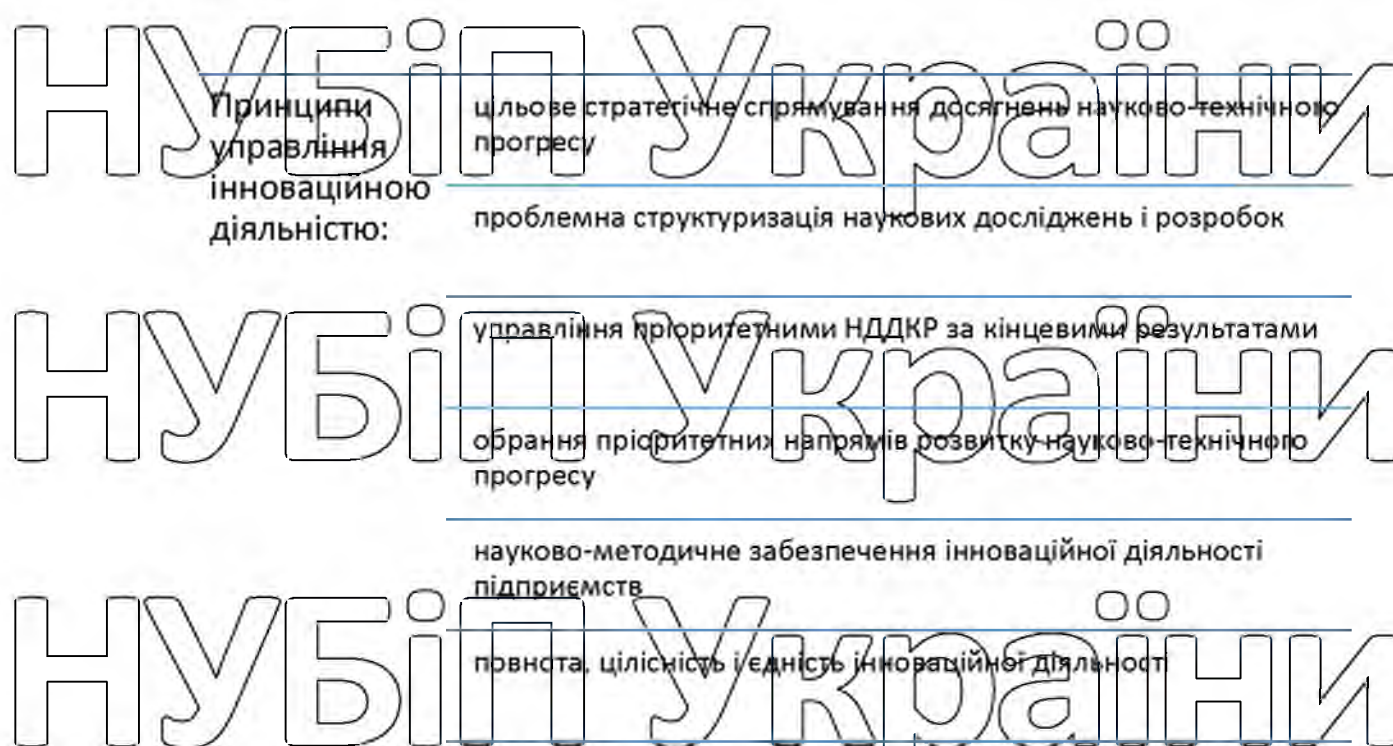 НУБіП України
Принципи
управління
інноваційною
діяльністю:
цільове стратегічне спрямування досягнень науково-технічного
прогресу
проблемна структуризація наукових досліджень і розробок
НУБіП України
управління пріоритетними НДДКР за кінцевими результатами
обрання пріоритетних напрямів розвитку науково-технічного
прогресу
науково-методичне забезпечення інноваційної діяльності
підприємств
НУБіП України
повнота, цілісність і єдність інноваційної діяльності